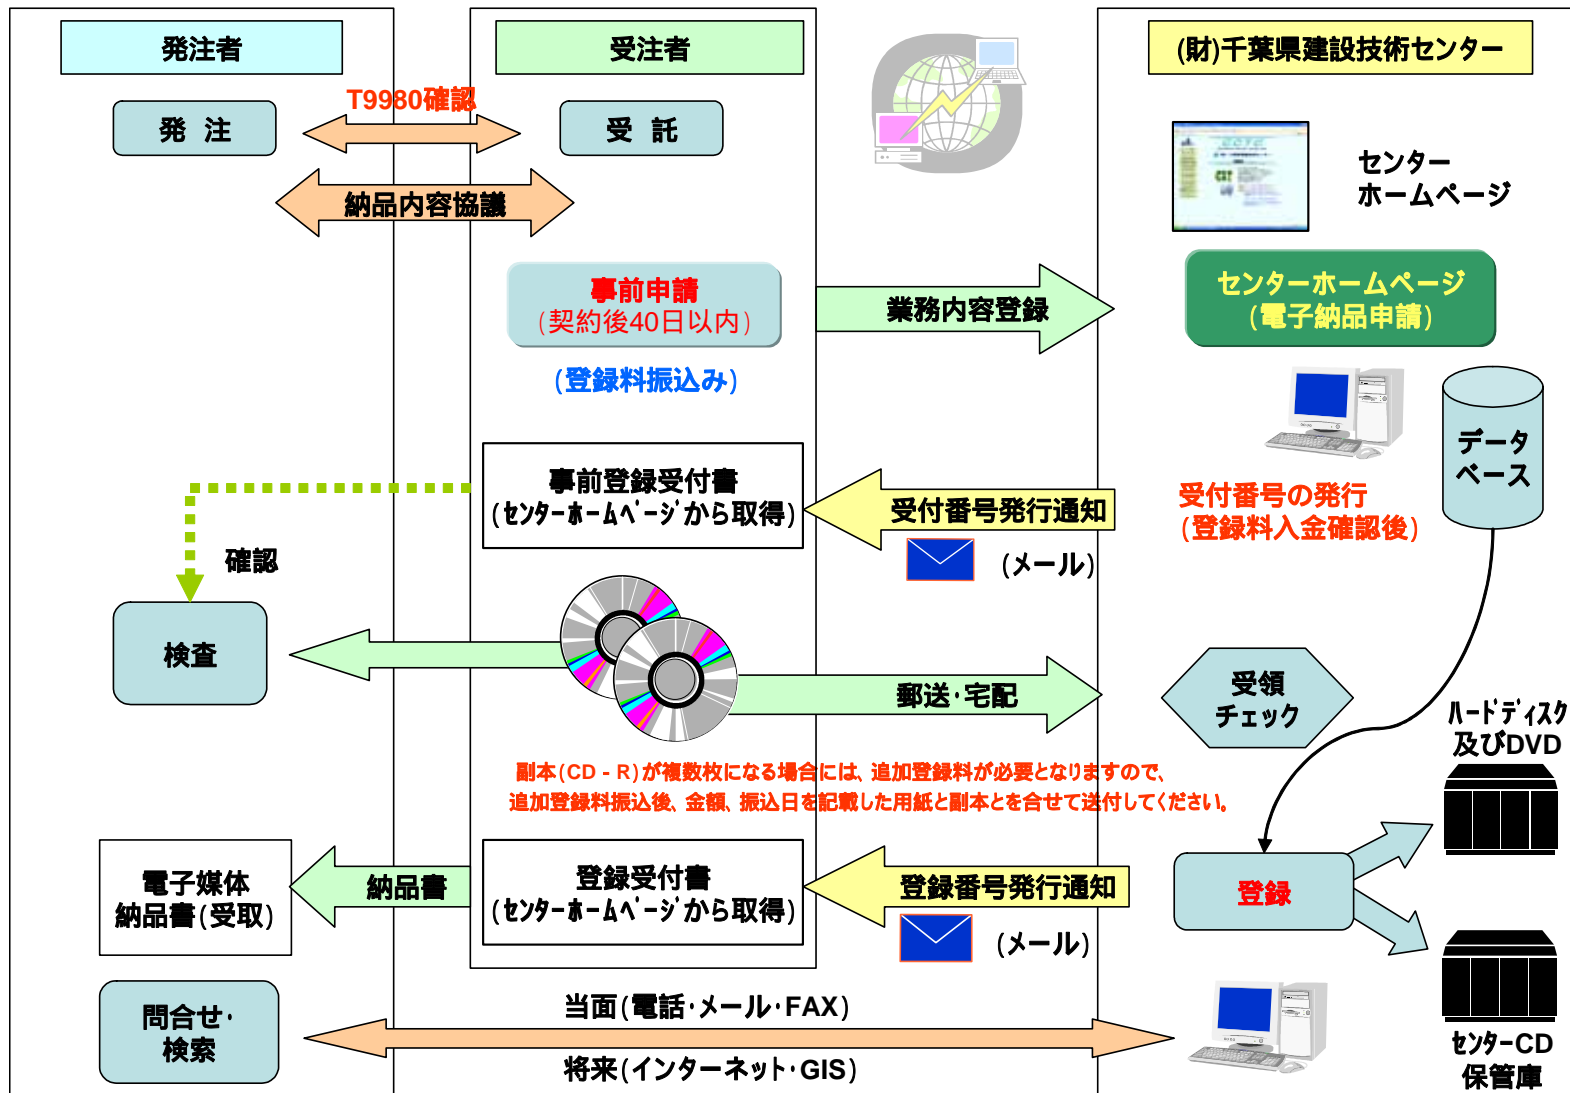 発注者
受注者
(財)千葉県建設技術センター
T9980確認
発 注
受 託
納品内容協議
センター
ホームページ
事前申請
(契約後40日以内)
(登録料振込み)
業務内容登録
センターホームページ
(電子納品申請)
データ
ベース
事前登録受付書
(センターホームページから取得)
受付番号発行通知
(メール)
受付番号の発行
(登録料入金確認後)
確認
検査
郵送・宅配
受領
チェック
ハードディスク
及びDVD
副本(CD-R)が複数枚になる場合には、追加登録料が必要となりますので、
追加登録料振込後、金額、振込日を記載した用紙と副本とを合せて送付してください。
電子媒体
納品書(受取)
納品書
登録受付書
(センターホームページから取得)
登録番号発行通知
(メール)
登録
問合せ・
検索
当面(電話・メール・FAX)
将来(インターネット・GIS)
センターCD
保管庫